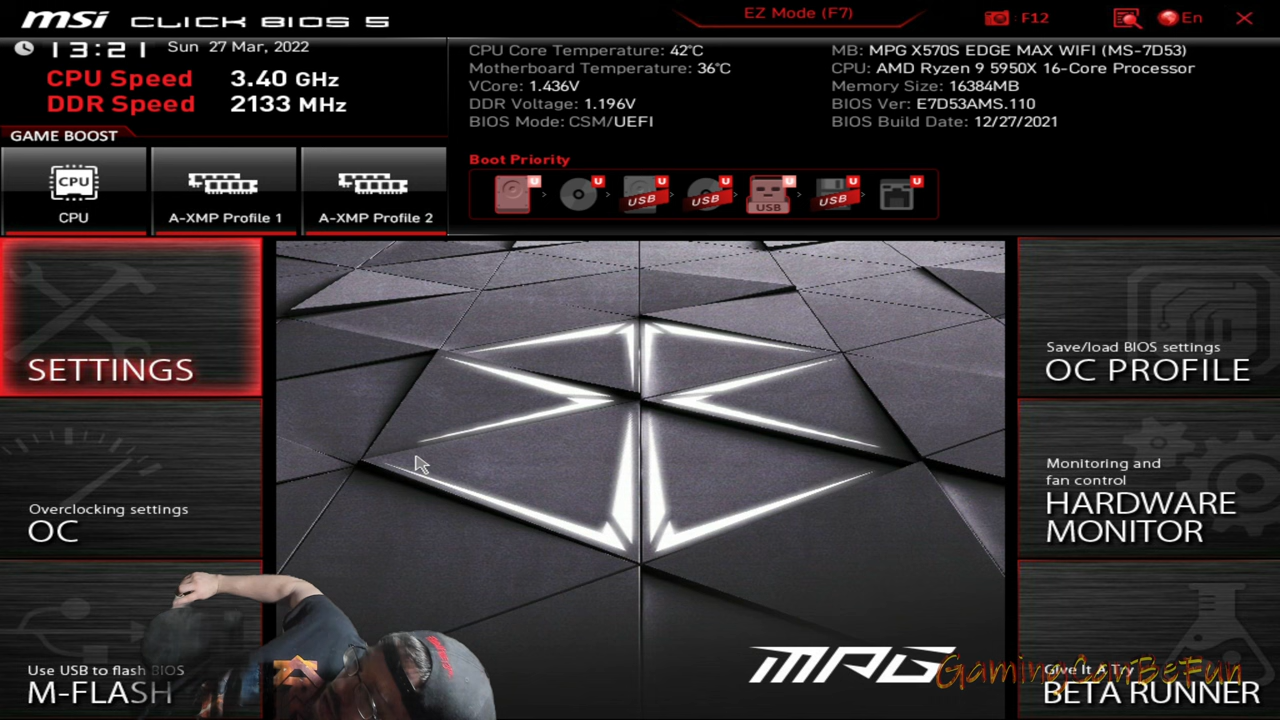 msi CLICK BIOS 5
EZ Mode (F7)
: F12
En
13:21 Sun 27 Mar, 2022
CPU Speed 3.40 GHz
DDR Speed 2133 MHz
CPU Core Temperature: 42°C
Motherboard Temperature: 36°C
VCore: 1.436V
DDR Voltage: 1.196V
BIOS Mode: CSM/UEFI
MB: MPG X570S EDGE MAX WIFI (MS-7D53)
CPU: AMD Ryzen 9 5950X 16-Core Processor
Memory Size: 16384MB
BIOS Ver: E7D53AMS.110
BIOS Build Date: 12/27/2021
GAME BOOST
CPU
CPU
A-XMP Profile 1
A-XMP Profile 2
Boot Priority
U U U U U U U
USB USB USB USB
SETTINGS
Overclocking settings
OC
Use USB to flash BIOS
M-FLASH
Save/load BIOS settings
OC PROFILE
Monitoring and
fan control
HARDWARE
MONITOR
Give It A Try
BETA RUNNER
MPG
GamingCanBeFun